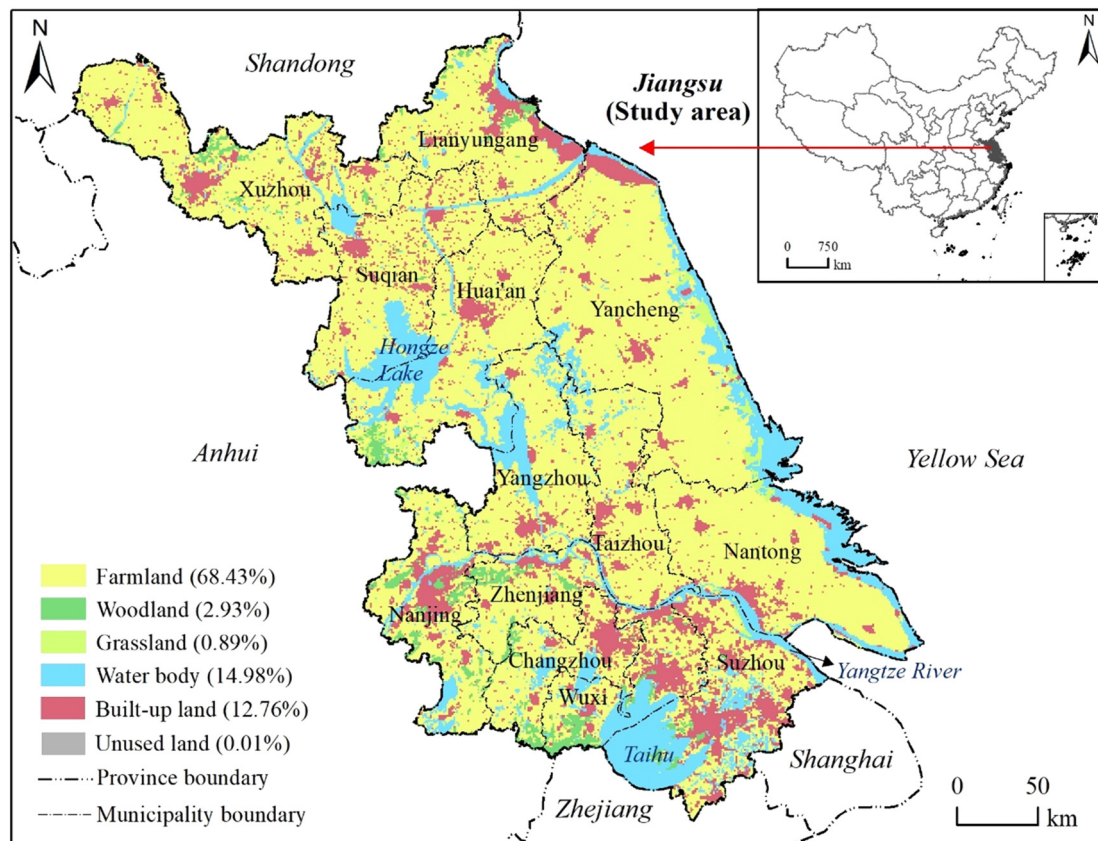 N
Shandong
Jiangsu
(Study area)
N
0 750
km
Lianyungang
Xuzhou
Suqian
Huai'an
Yancheng
Hongze
Lake
Anhui
Yellow Sea
Yangzhou
Taizhou
Nantong
Zhenjiang
Nanjing
Changzhou
Suzhou
Wuxi
Yangtze River
Taihu
Shanghai
Zhejiang
Farmland (68.43%)
Woodland (2.93%)
Grassland (0.89%)
Water body (14.98%)
Built-up land (12.76%)
Unused land (0.01%)
Province boundary
Municipality boundary
0 50
km